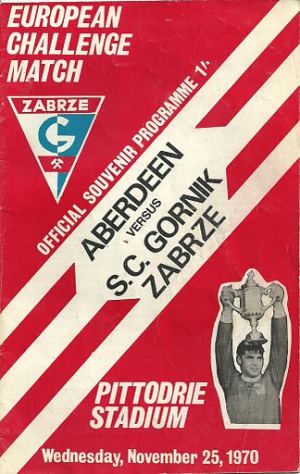 EUROPEAN
CHALLENGE
MATCH
ZABRZE
G
OFFICIAL SOUVENIR PROGRAMME 1/-
ABERDEEN
VERSUS
S.C. GORNIK
ZABRZE
PITTODRIE
STADIUM
Wednesday, November 25, 1970